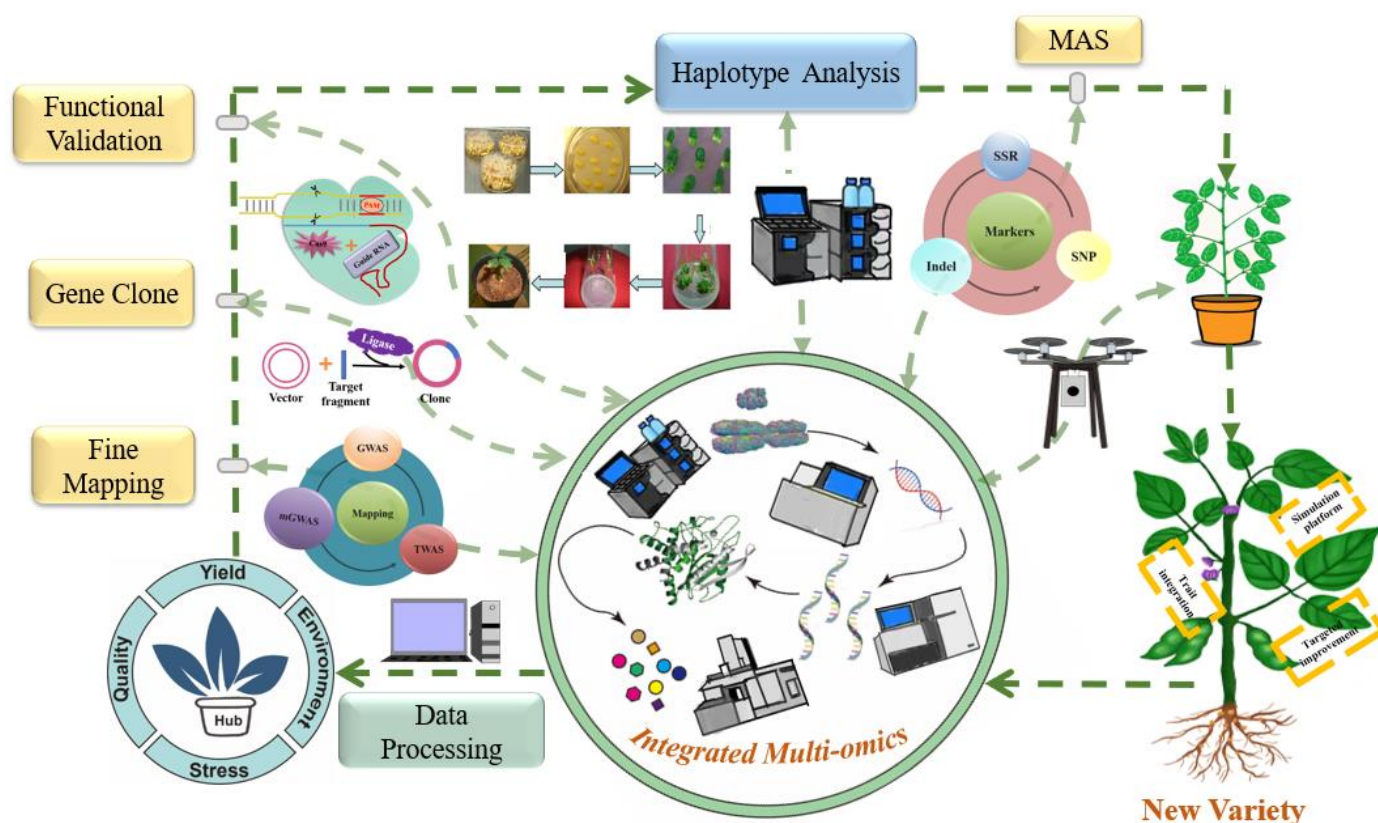 MAS
Haplotype Analysis
Functional
Validation
PAM
Cas9
+
Guide RNA
SSR
Markers
Indel
SNP
Gene Clone
Ligase
+
Vector
Target
fragment
Clone
Fine
Mapping
GWAS
mGWAS
Mapping
TWAS
Simulation
platform
Trait
integration
Targeted
improvement
Yield
Quality
Environment
Hub
Stress
Data
Processing
Integrated Multi-omics
New Variety